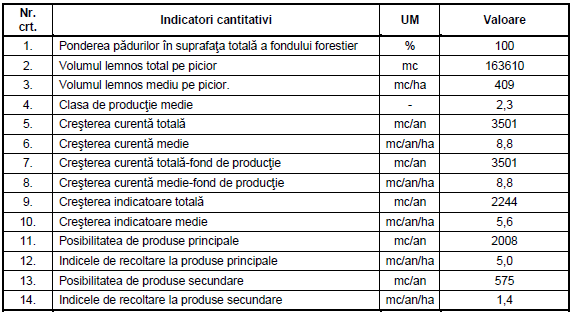 Nr. crt. Indicatori cantitativi UM Valoare
1. Ponderea pădurilor în suprafaţa totală a fondului forestier % 100
2. Volumul lemnos total pe picior mc 163610
3. Volumul lemnos mediu pe picior. mc/ha 409
4. Clasa de producţie medie - 2,3
5. Creşterea curentă totală mc/an 3501
6. Creşterea curentă medie mc/an/ha 8,8
7. Creşterea curentă totală-fond de producţie mc/an 3501
8. Creşterea curentă medie-fond de producţie mc/an/ha 8,8
9. Creşterea indicatoare totală mc/an 2244
10. Creşterea indicatoare medie mc/an/ha 5,6
11. Posibilitatea de produse principale mc/an 2008
12. Indicele de recoltare la produse principale mc/an/ha 5,0
13. Posibilitatea de produse secundare mc/an 575
14. Indicele de recoltare la produse secundare mc/an/ha 1,4